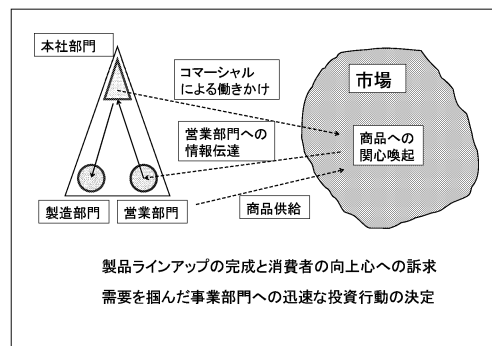 本社部門
コマーシャル
による働きかけ
市場
営業部門への
情報伝達
商品への
関心喚起
製造部門
営業部門
商品供給
製品ラインアップの完成と消費者の向上心への訴求
需要を掴んだ事業部門への迅速な投資行動の決定